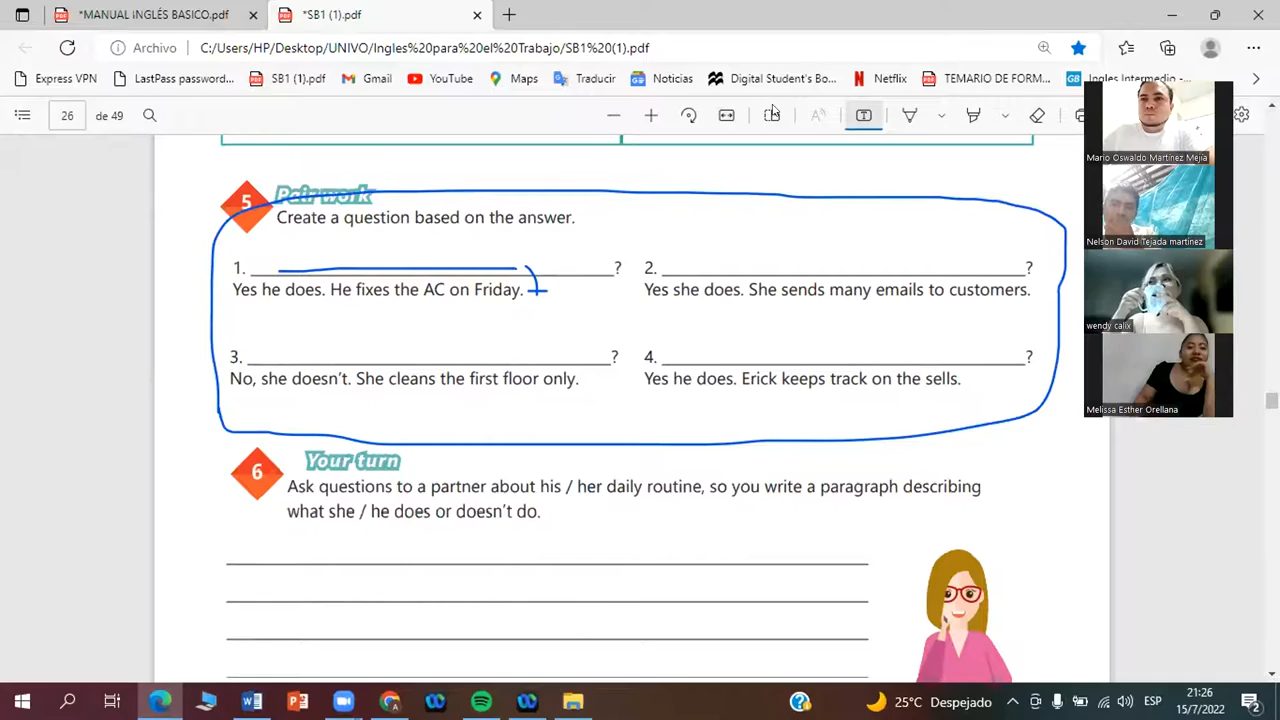 *MANUAL INGLÉS BASICO.pdf
*SB1 (1).pdf
Archivo
C:/Users/HP/Desktop/UNIVO/Ingles%20para%20el%20Trabajo/SB1%20(1).pdf
Express VPN
LastPass password...
SB1 (1).pdf
Gmail
YouTube
Maps
Traducir
Noticias
Digital Student's Bo...
Netflix
TEMARIO DE FORM...
Ingles Intermedio -...
26 de 49
Mario Oswaldo Martínez Mejía
Nelson David Tejada martinez
wendy calix
Melissa Esther Orellana
5 Pair work
Create a question based on the answer.
1. ?
Yes he does. He fixes the AC on Friday.
2. ?
Yes she does. She sends many emails to customers.
3. ?
No, she doesn't. She cleans the first floor only.
4. ?
Yes he does. Erick keeps track on the sells.
6 Your turn
Ask questions to a partner about his / her daily routine, so you write a paragraph describing
what she / he does or doesn't do.
25°C Despejado
ESP
21:26
15/7/2022
2